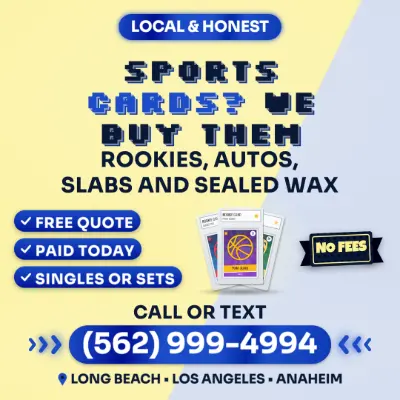 LOCAL & HONEST
SPORTS
CARDS? WE
BUY THEM
ROOKIES, AUTOS,
SLABS AND SEALED WAX
✓ FREE QUOTE
✓ PAID TODAY
✓ SINGLES OR SETS
NO FEES
CALL OR TEXT
››› (562) 999-4994 ‹‹‹
LONG BEACH • LOS ANGELES • ANAHEIM